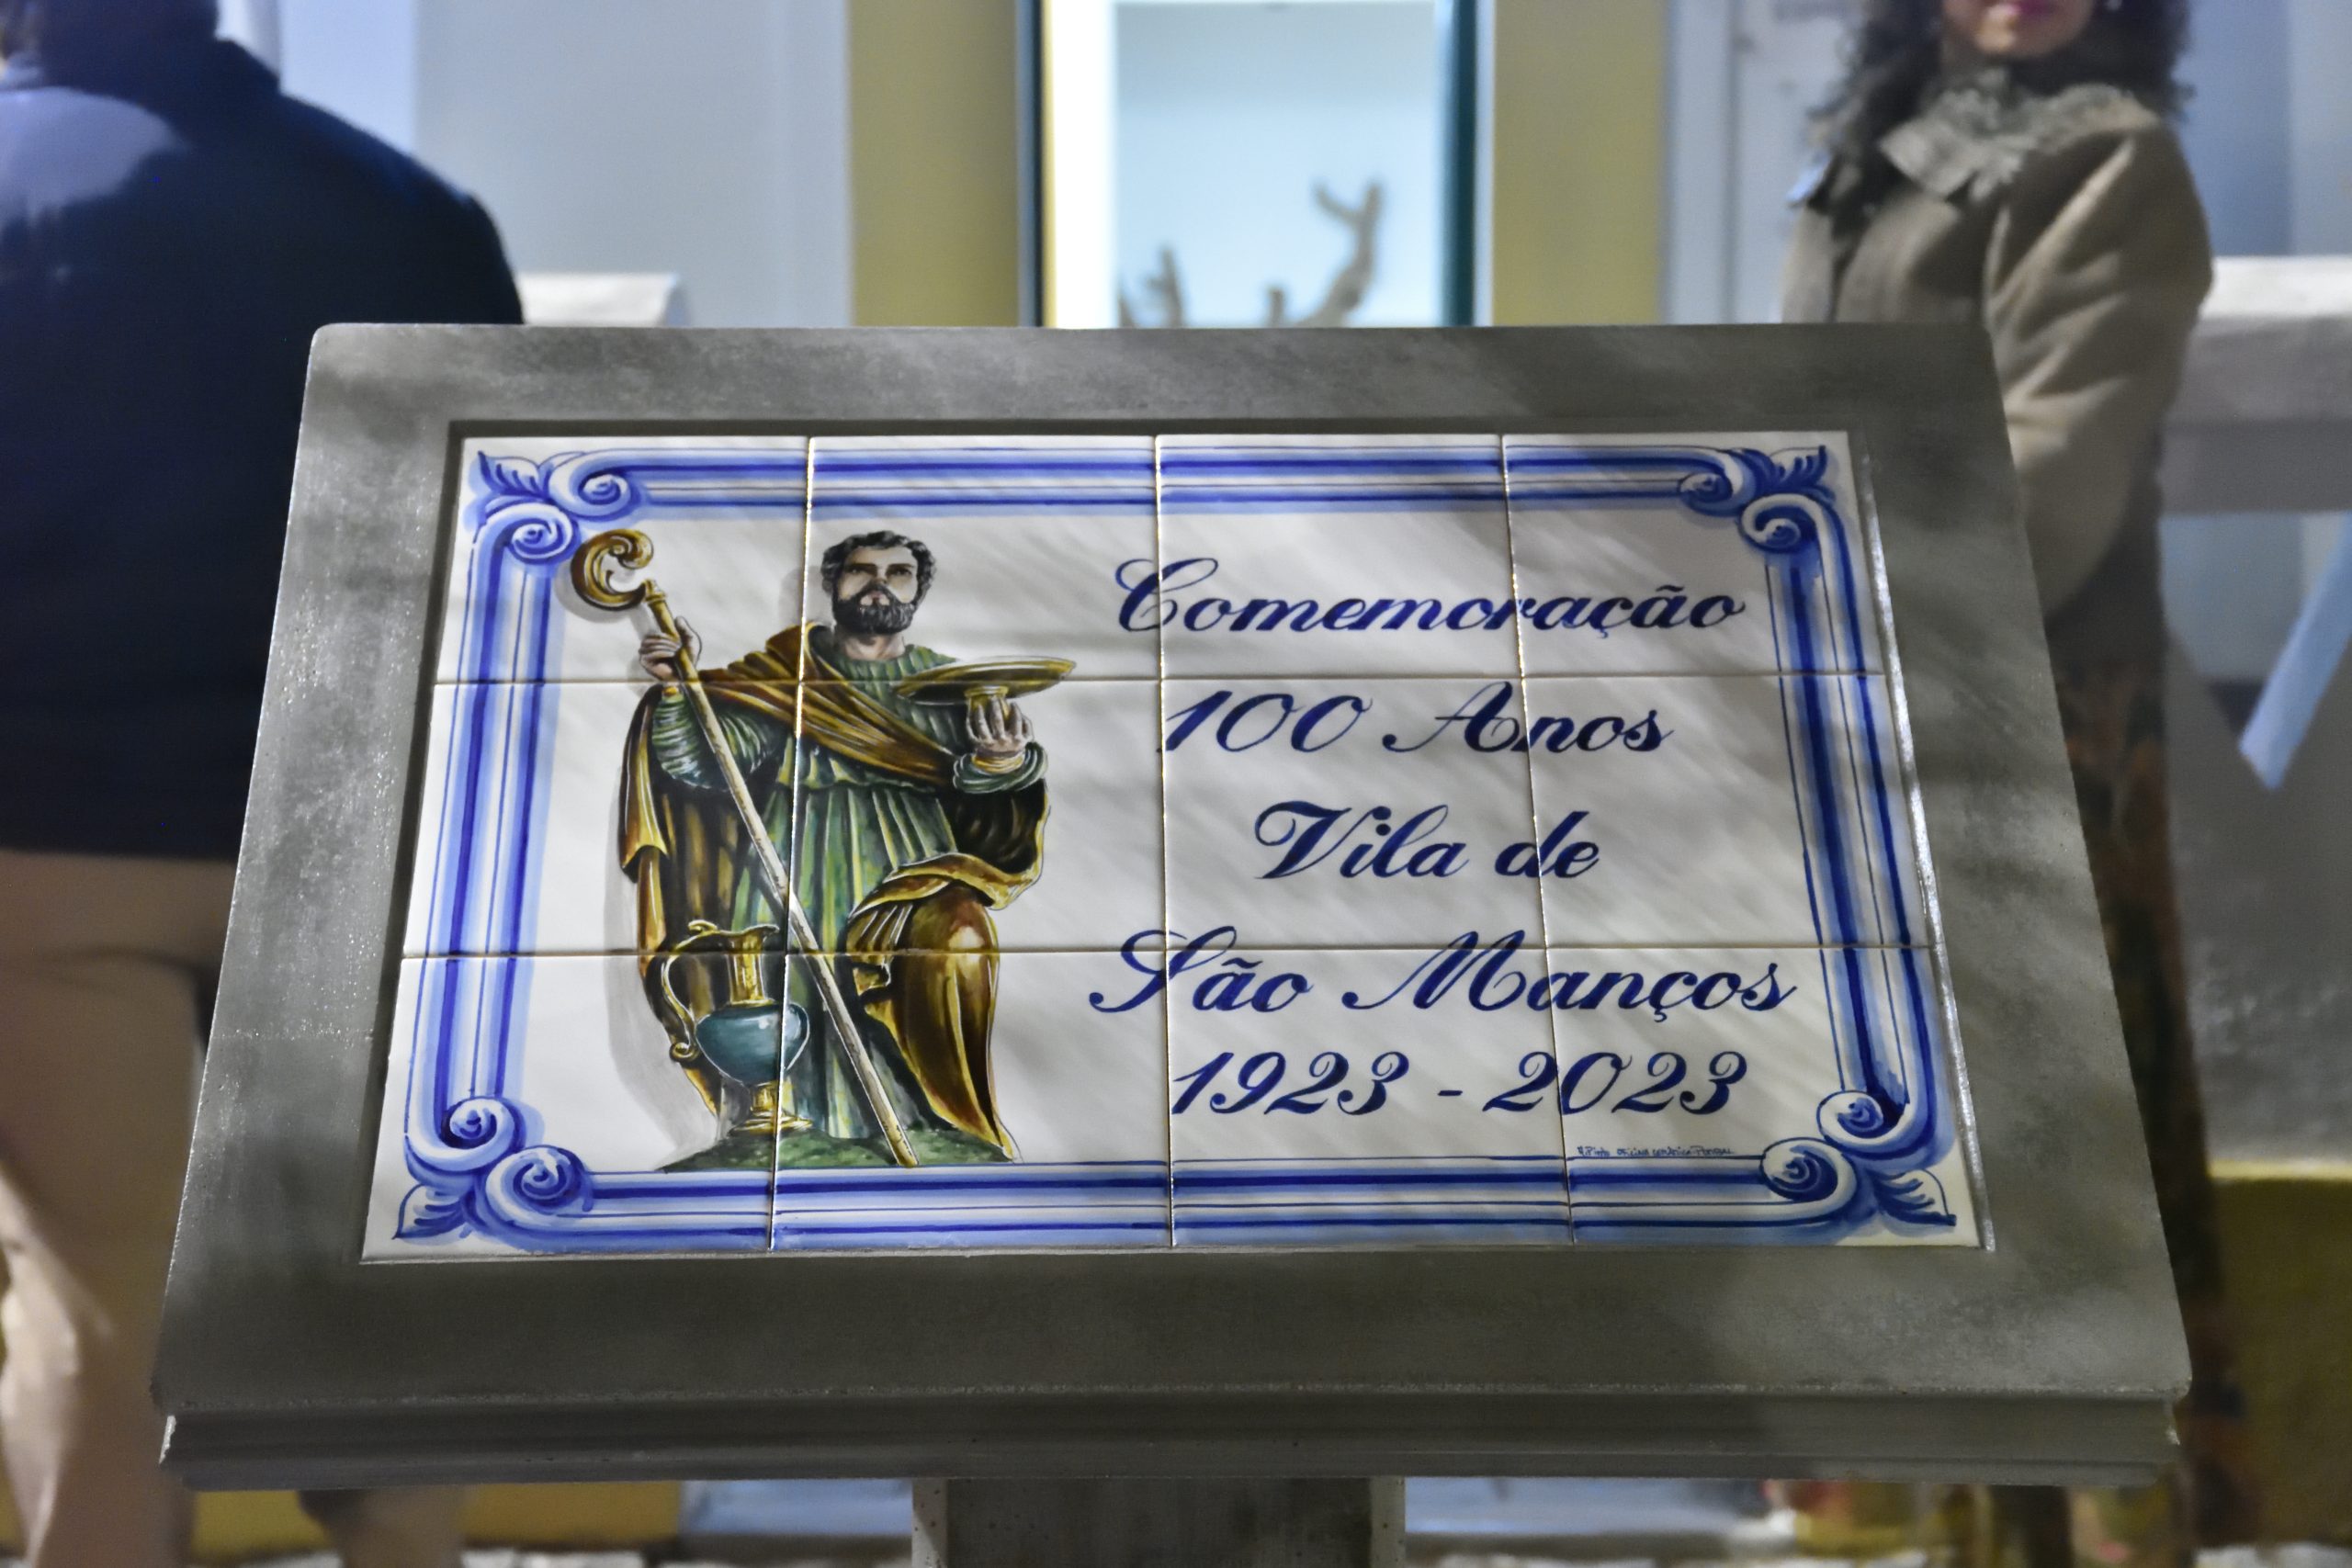 Comemoração
100 Anos
Vila de
São Manços
1923 - 2023